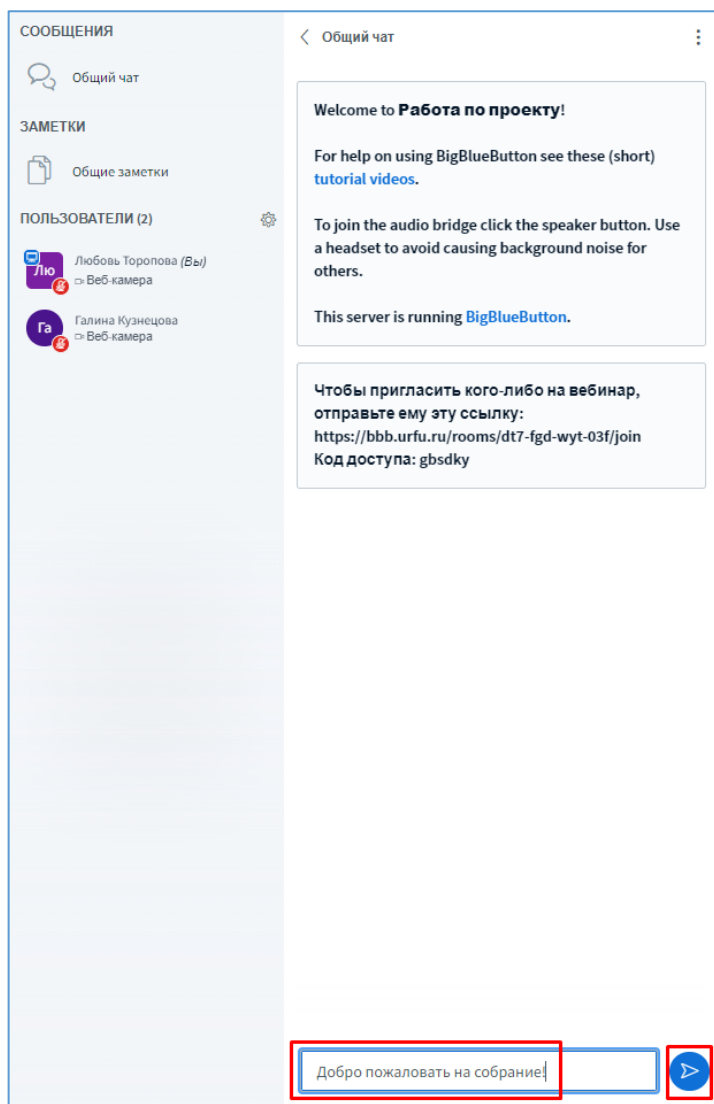 СООБЩЕНИЯ
Общий чат
ЗАМЕТКИ
Общие заметки
ПОЛЬЗОВАТЕЛИ (2)
Лю
Любовь Торопова (Вы)
Веб-камера
Га
Галина Кузнецова
Веб-камера
Общий чат
Welcome to Работа по проекту!
For help on using BigBlueButton see these (short)
tutorial videos.
To join the audio bridge click the speaker button. Use
a headset to avoid causing background noise for
others.
This server is running BigBlueButton.
Чтобы пригласить кого-либо на вебинар,
отправьте ему эту ссылку:
https://bbb.urfu.ru/rooms/dt7-fgd-wyt-03f/join
Код доступа: gbsdky
Добро пожаловать на собрание!